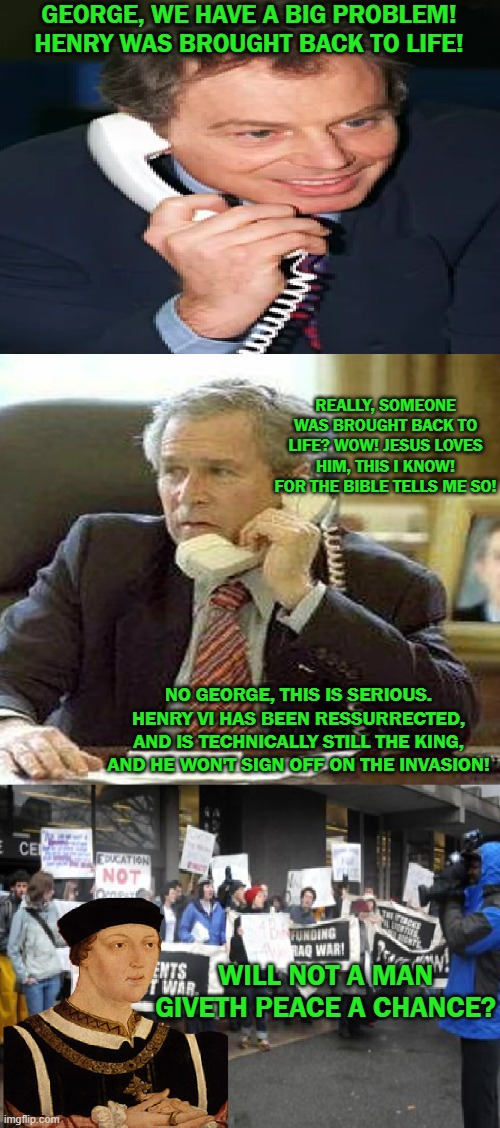 GEORGE, WE HAVE A BIG PROBLEM!
HENRY WAS BROUGHT BACK TO LIFE!
REALLY, SOMEONE
WAS BROUGHT BACK TO
LIFE? WOW! JESUS LOVES
HIM, THIS I KNOW!
FOR THE BIBLE TELLS ME SO!
NO GEORGE, THIS IS SERIOUS.
HENRY VI HAS BEEN RESSURRECTED,
AND IS TECHNICALLY STILL THE KING,
AND HE WON'T SIGN OFF ON THE INVASION!
EDUCATION
NOT
FUNDING
WAR!
WAR.
WILL NOT A MAN
GIVETH PEACE A CHANCE?
imgflip.com